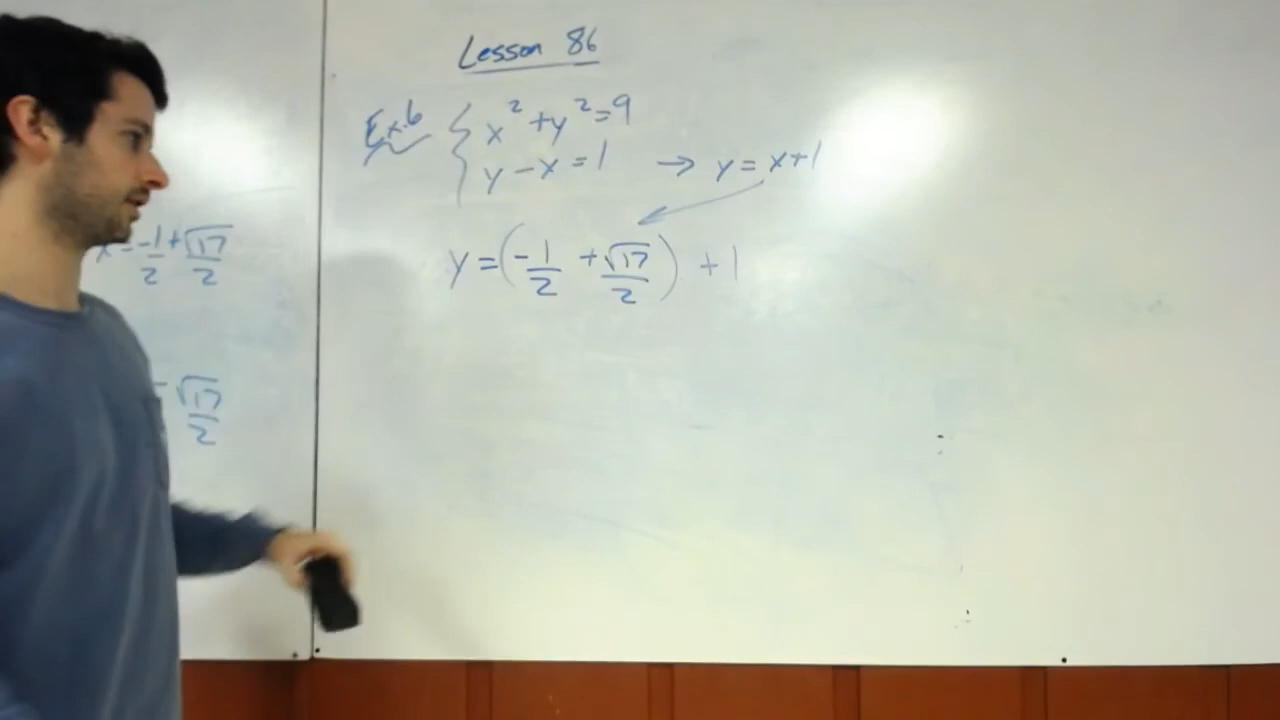 Lesson 86
Ex.6 { x² + y² = 9
y - x = 1 → y = x+1
y = (-1/2 + √17/2) + 1
x = -1/2 + √17/2
- √17/2